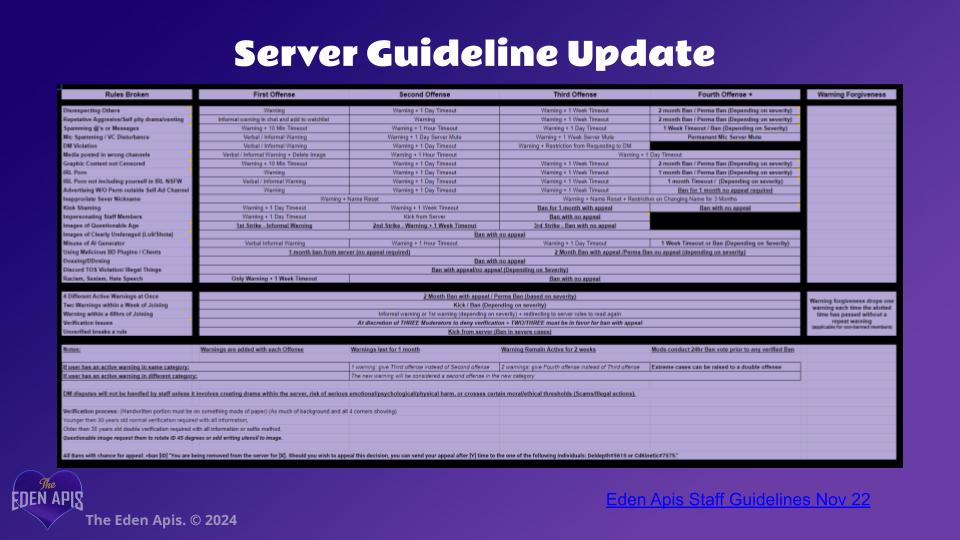 Server Guideline Update
Rules Broken First Offense Second Offense Third Offense Fourth Offense + Warning Forgiveness
Disrespecting Others Warning Warning + 1 Day Timeout Warning + 1 Week Timeout 2 month Ban / Perma Ban (Depending on severity)
Repetative Aggresive/Self pity drama/venting Informal warning in chat and add to watchlist Warning Warning + 1 Week Timeout 2 month Ban / Perma Ban (Depending on severity)
Spamming @'s or Messages Warning + 10 Min Timeout Warning + 1 Hour Timeout Warning + 1 Day Timeout 1 Week Timeout / Ban (Depending on severity)
Mic Spamming / VC Disturbance Verbal / Informal Warning Warning + 1 Day Server Mute Warning + 1 Week Server Mute Permanent Mic Server Mute
DM Violation Warning Warning + 1 Day Timeout Warning + Restriction from Requesting to DM
Media posted in wrong channels Verbal / Informal Warning + Delete Image Warning + 1 Hour Timeout Warning + 1 Day Timeout
Graphic Content not Censored Warning + 10 Min Timeout Warning + 1 Day Timeout Warning + 1 Week Timeout 2 month Ban / Perma Ban (Depending on severity)
IRL Porn Warning Warning + 1 Day Timeout Warning + 1 Week Timeout 1 month Ban / Perma Ban (Depending on severity)
IRL Porn not including yourself in IRL NSFW Verbal / Informal Warning Warning + 1 Day Timeout Warning + 1 Week Timeout 1 month Timeout / (Depending on severity)
Advertising W/O Perm outside Self-Ad Channel Warning Warning + 1 Day Timeout Warning + 1 Week Timeout Ban for 1 month no appeal required
Inapproriate Sever Nickname Warning + Name Reset Warning + Name Reset + Restriction on Changing Name for 3 Months
Kink Shaming Warning + 1 Day Timeout Warning + 1 Week Timeout Ban for 1 month with appeal Ban with no appeal
Impersonating Staff Members Warning + 1 Day Timeout Kick from Server Ban with no appeal
Images of Questionable Age 1st Strike - Informal Warning 2nd Strike - Warning + 1 Week Timeout 3rd Strike - Ban with no appeal
Images of Clearly Underaged (Loli/Shota) Ban with no appeal
Misuse of AI Generator Verbal Informal Warning Warning + 1 Hour Timeout Warning + 1 Day Timeout 1 Week Timeout or Ban (Depending on severity)
Using Malicious BD Plugins / Clients 1 month ban from server (no appeal required) 2 Month Ban with appeal /Perma Ban no appeal (depending on severity)
Doxxing/DDosing Ban with no appeal
Discord TOS Violation/ Illegal Things Ban with appeal/no appeal (Depending on Severity)
Racism, Sexism, Hate Speech Only Warning + 1 Week Timeout Ban with no appeal
4 Different Active Warnings at Once 2 Month Ban with appeal / Perma Ban (based on severity)
Two Warnings within a Week of Joining Kick / Ban (Depending on severity)
Warning within a 48hrs of Joining Informal warning or 1st warning (depending on severity) + redirecting to server rules to read again
Verification Issues At discretion of THREE Moderators to deny verification + TWO/THREE must be in favor for ban with appeal
Unverified breaks a rule Kick from server (Ban in severe cases)
Warning forgiveness drops one
warning each time the alloted
time has passed without a
repeat warning
(applicable for non-banned members)
Notes: Warnings are added with each Offense Warnings last for 1 month Warning Remain Active for 2 weeks Mods conduct 24hr Ban vote prior to any verified Ban
If user has an active warning in same category: 1 warning: give Third offense instead of Second offense 2 warnings: give Fourth offense instead of Third offense Extreme cases can be raised to a double offense
If user has an active warning in different category: The new warning will be considered a second offense in the new category
DM disputes will not be handled by staff unless it involves creating drama within the server, risk of serious emotional/psychological/physical harm, or crosses certain moral/ethical thresholds (Scams/Illegal actions).
Verification process: (Handwritten portion must be on something made of paper) (As much of background and all 4 corners showing)
Younger then 30 years old normal verification required with all information,
Older then 30 years old double verification required with all information or selfie method.
Questionable image request them to rotate ID 45 degrees or add writing utensil to image.
All Bans with chance for appeal: =ban [ID] "You are being removed from the server for [X]. Should you wish to appeal this decision, you can send your appeal after [Y] time to the one of the following individuals: Deldepth#5615 or CdKinetic#7575."
The
EDEN APIS
Eden Apis Staff Guidelines Nov 22
The Eden Apis. © 2024